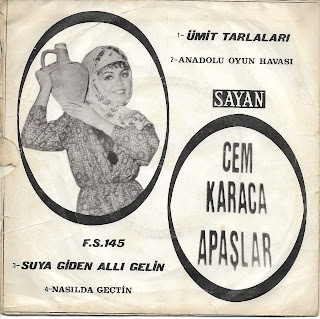 1- ÜMİT TARLALARI
2- ANADOLU OYUN HAVASI
SAYAN
CEM
KARACA
APAŞLAR
F.S.145
3- SUYA GİDEN ALLI GELİN
4- NASILDA GEÇTİN